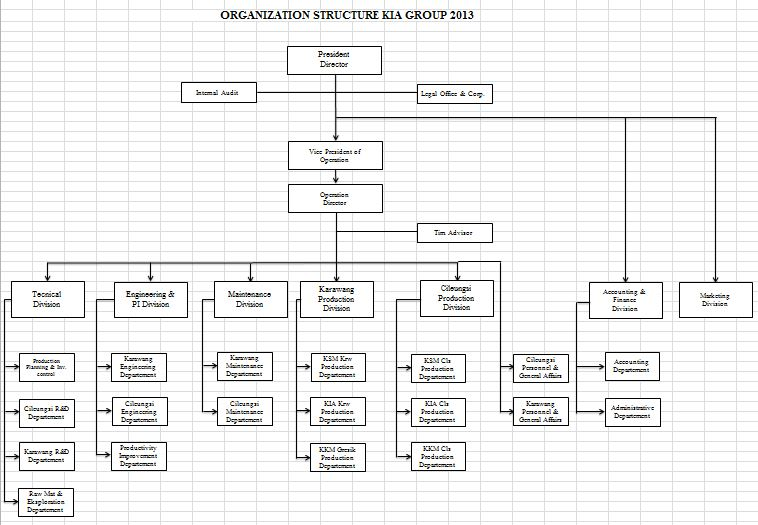 ORGANIZATION STRUCTURE KIA GROUP 2013
President
Director
Internal Audit
Legal Office & Corp.
Vice President of
Operation
Operation
Director
Tim Advisor
Tecnical
Division
Engineering &
PI Division
Maintenance
Division
Karawang
Production
Division
Cileungsi
Production
Division
Accounting &
Finance
Division
Marketing
Division
Production
Planning & Inv.
control
Cileungsi R&D
Departement
Karawang R&D
Departement
Raw Mat &
Eksploration
Departement
Karawang
Engineering
Departement
Cileungsi
Engineering
Departement
Productivity
Improvement
Departement
Karawang
Maintenance
Departement
Cileungsi
Maintenance
Departement
KSM Krw
Production
Departement
KIA Krw
Production
Departement
KKM Gresik
Production
Departement
KSM Cls
Production
Departement
KIA Cls
Production
Departement
KKM Cls
Production
Departement
Cileungsi
Personnel &
General Affairs
Karawang
Personnel &
General Affairs
Accounting
Departement
Administrative
Departement